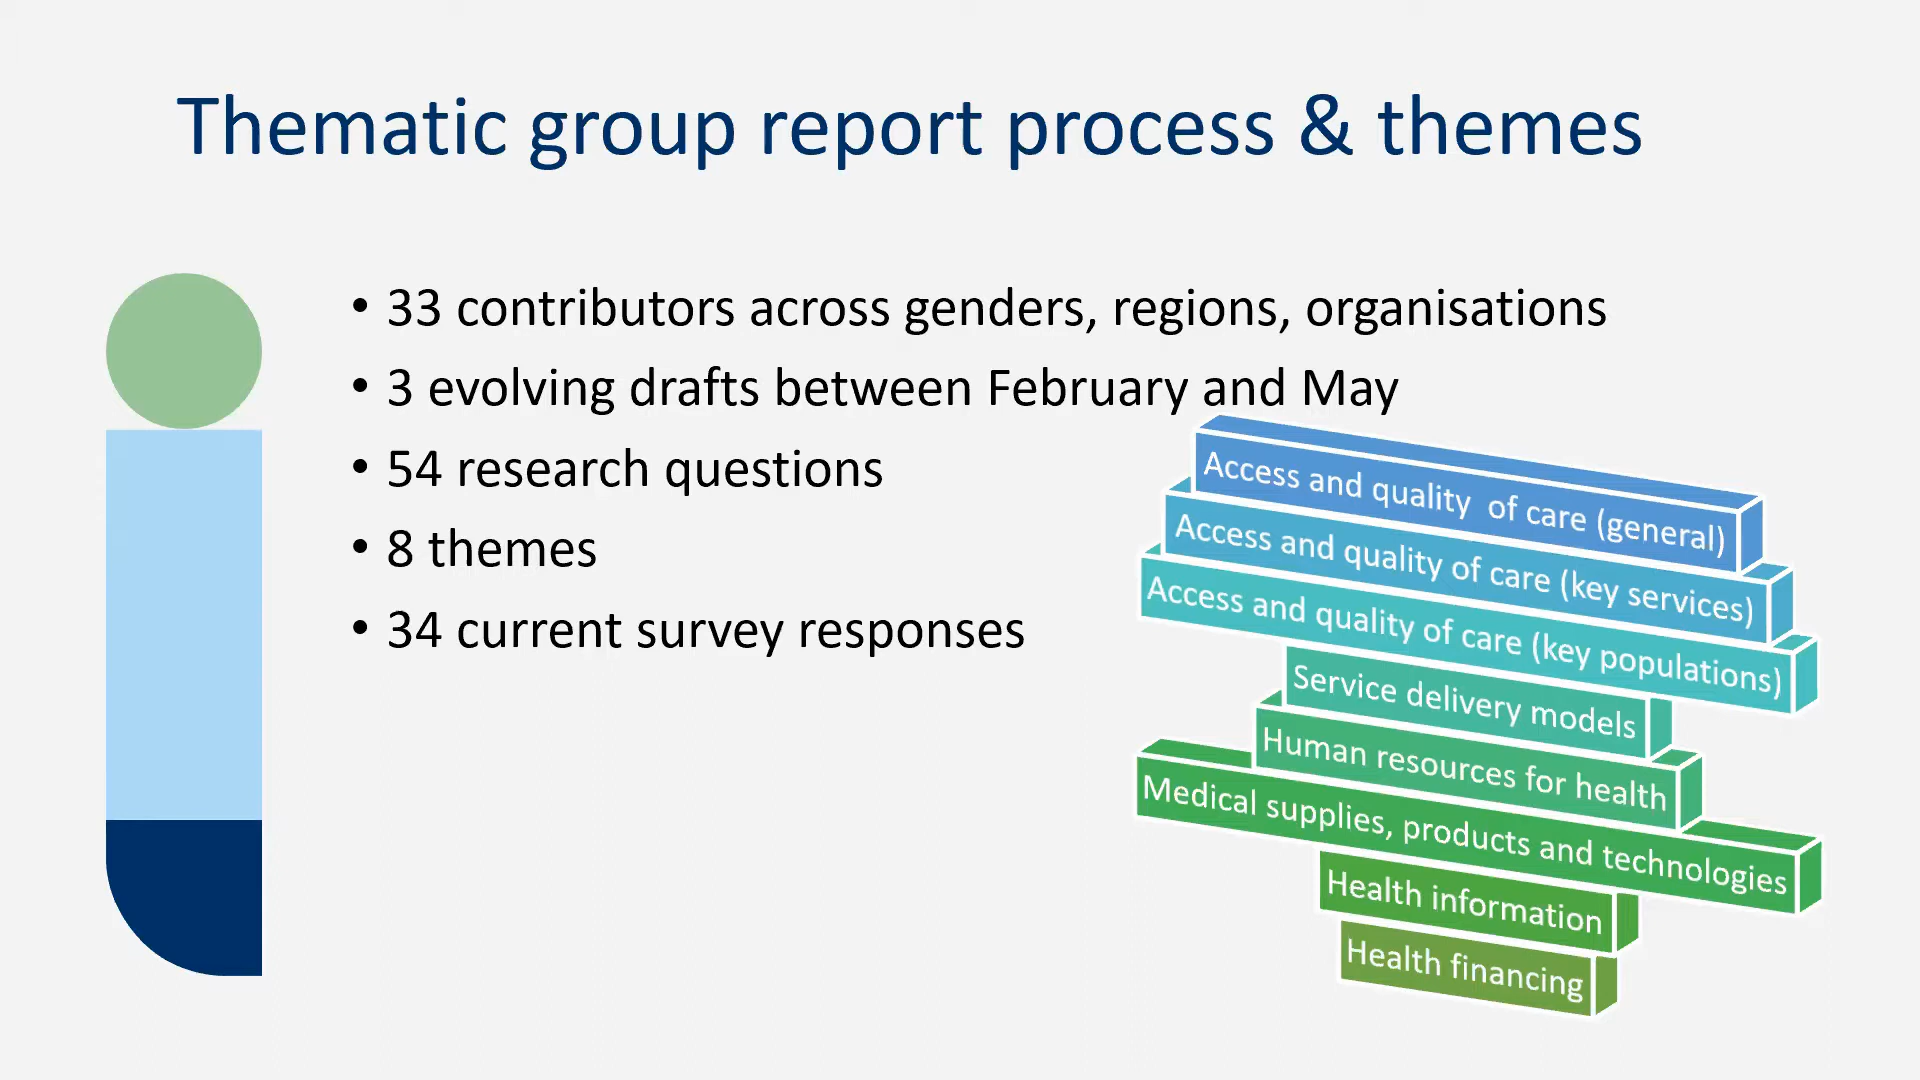 Thematic group report process & themes
• 33 contributors across genders, regions, organisations
• 3 evolving drafts between February and May
• 54 research questions
• 8 themes
• 34 current survey responses
Access and quality of care (general)
Access and quality of care (key services)
Access and quality of care (key populations)
Service delivery models
Human resources for health
Medical supplies, products and technologies
Health information
Health financing